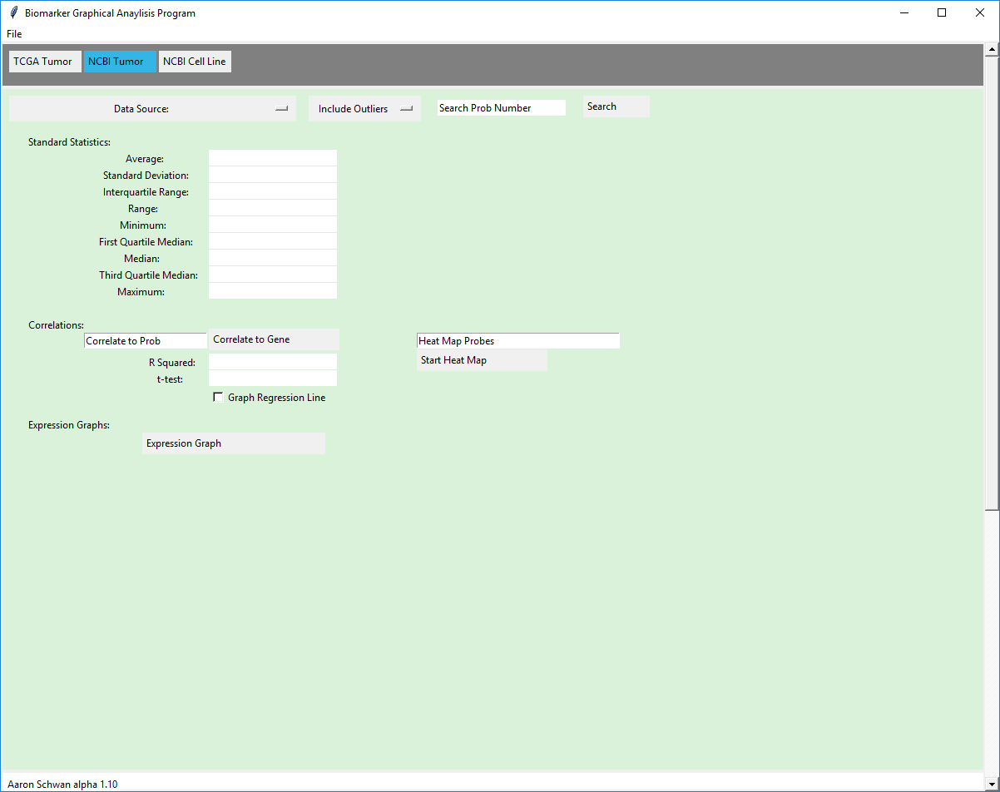 Biomarker Graphical Anaylisis Program
File
TCGA Tumor NCBI Tumor NCBI Cell Line
Data Source: Include Outliers Search Prob Number Search
Standard Statistics:
Average:
Standard Deviation:
Interquartile Range:
Range:
Minimum:
First Quartile Median:
Median:
Third Quartile Median:
Maximum:
Correlations:
Correlate to Prob Correlate to Gene Heat Map Probes
R Squared: Start Heat Map
t-test:
Graph Regression Line
Expression Graphs:
Expression Graph
Aaron Schwan alpha 1.10